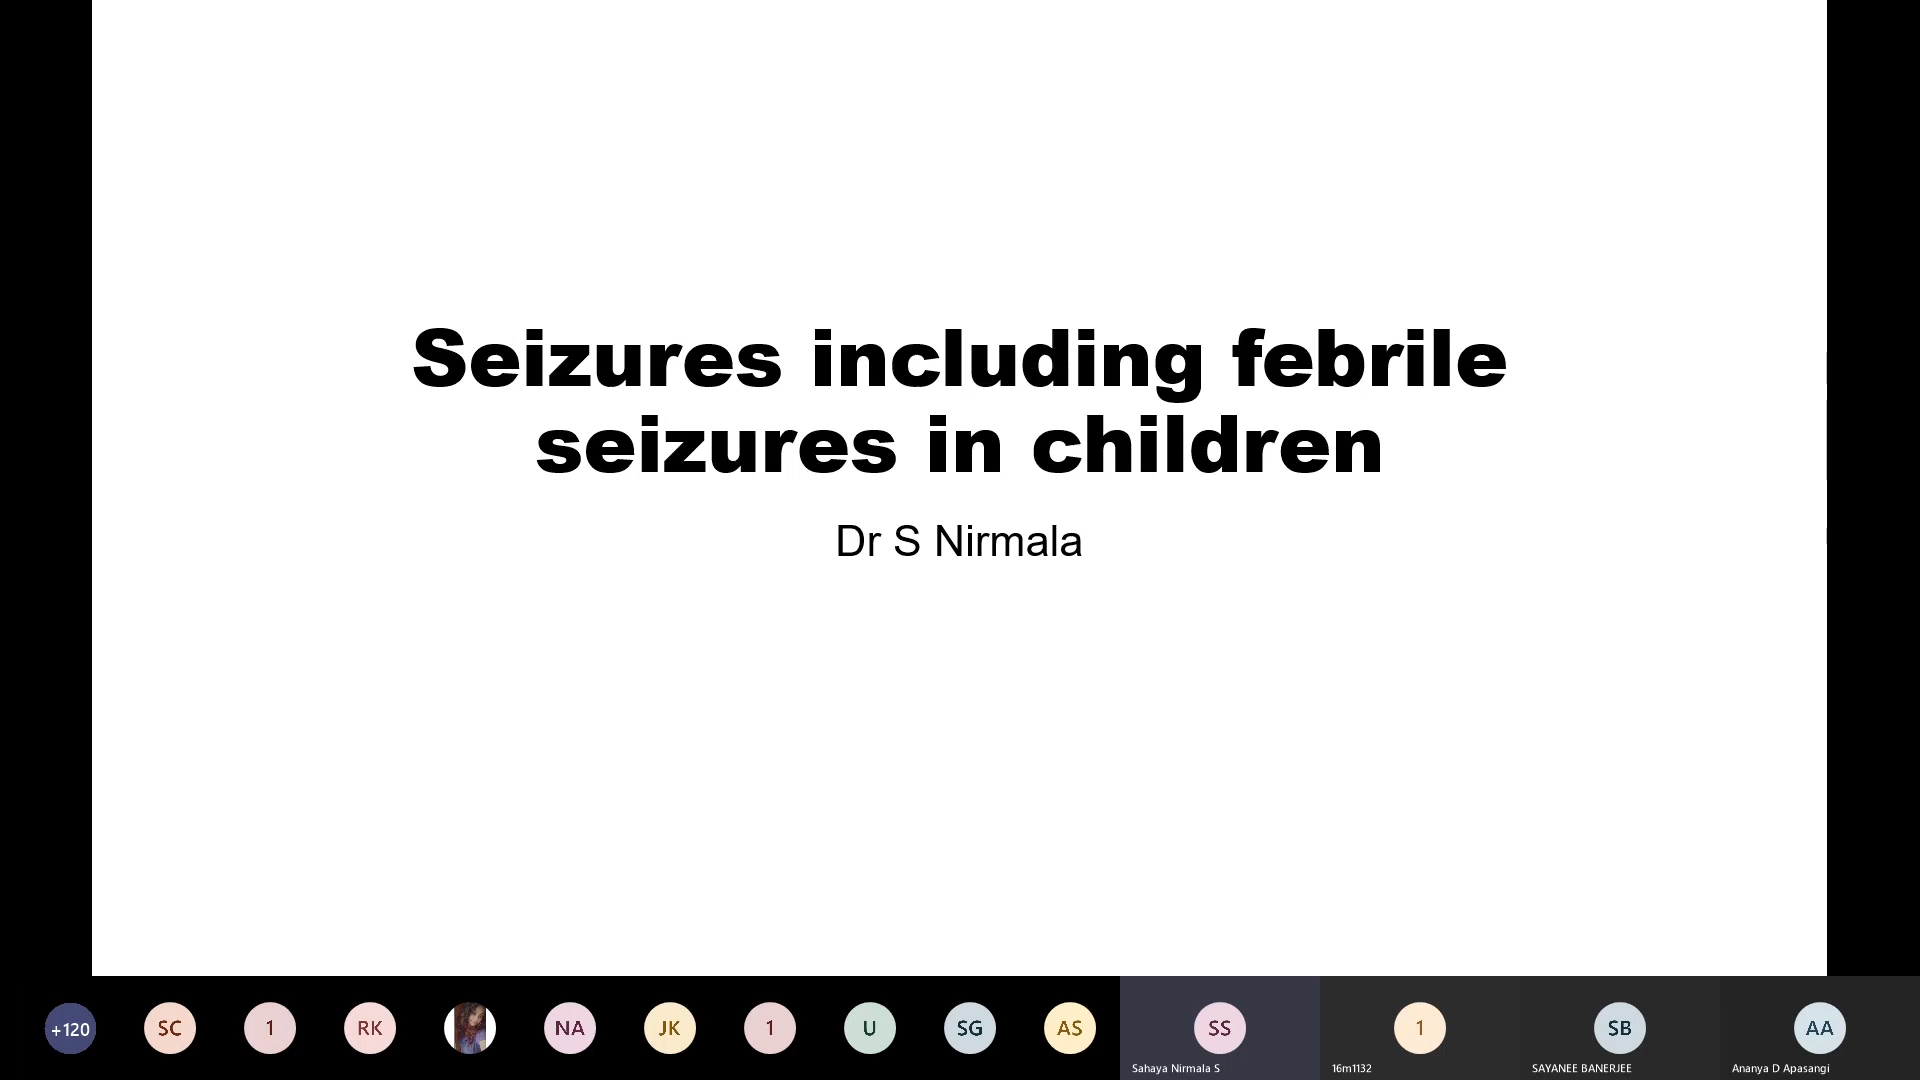 Seizures including febrile
seizures in children
Dr S Nirmala
+120
SC
1
RK
NA
JK
1
U
SG
AS
SS
1
SB
AA
Sahaya Nirmala S
16m1132
SAYANEE BANERJEE
Ananya D Apasangi